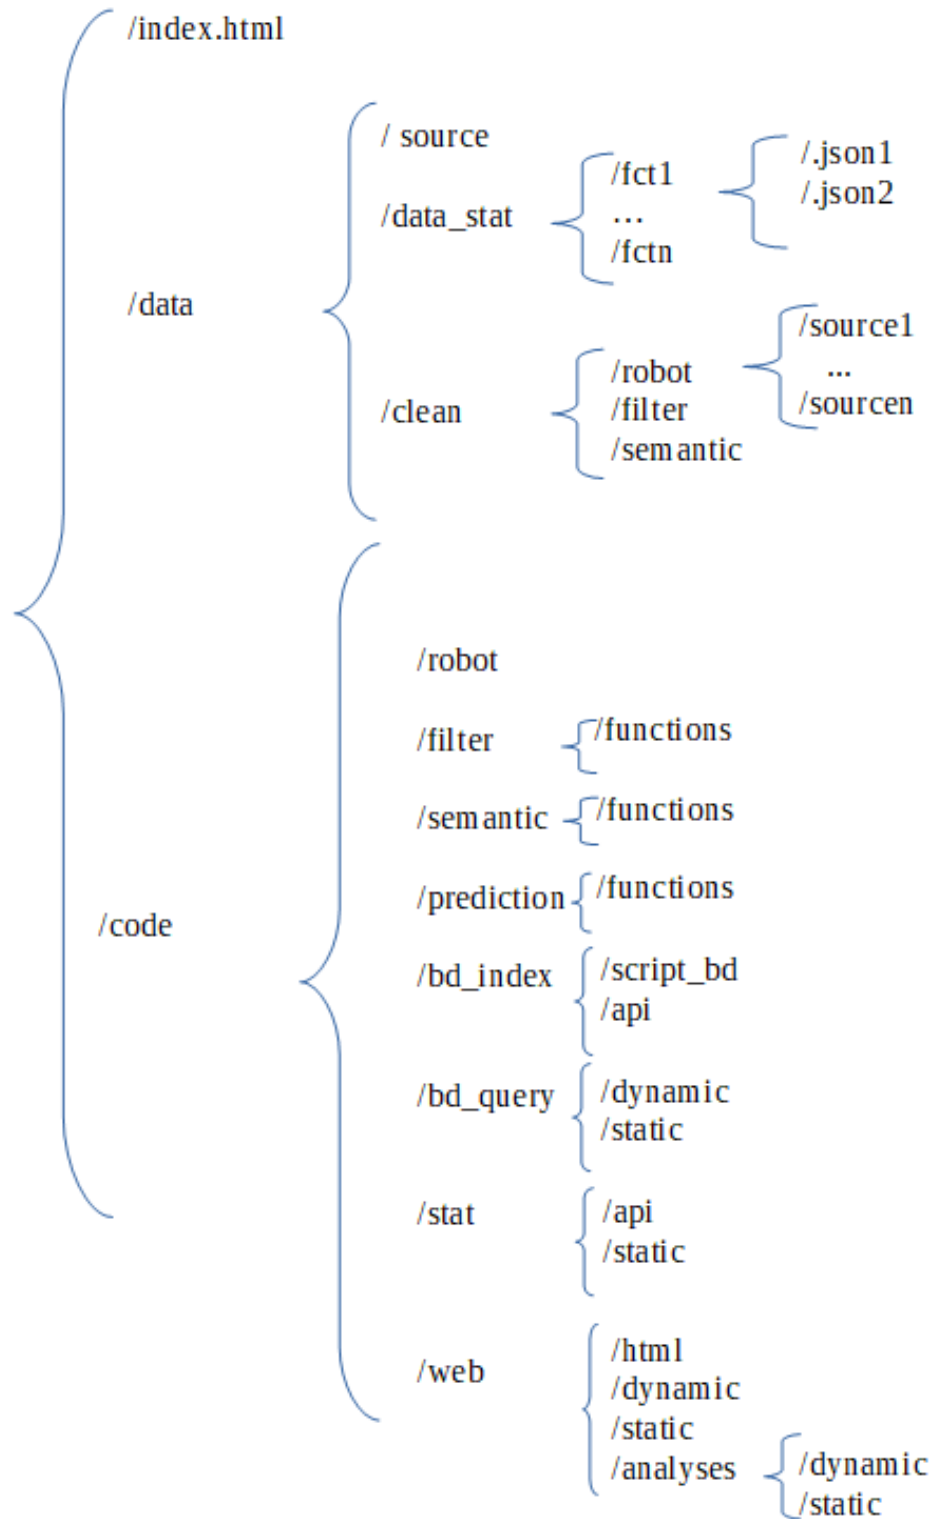 /index.html
/data
/ source
/data_stat
/fct1
...
/fctn
/.json1
/.json2
/clean
/robot
/filter
/semantic
/source1
...
/sourcen
/code
/robot
/filter
/functions
/semantic
/functions
/prediction
/functions
/bd_index
/script_bd
/api
/bd_query
/dynamic
/static
/stat
/api
/static
/web
/html
/dynamic
/static
/analyses
/dynamic
/static